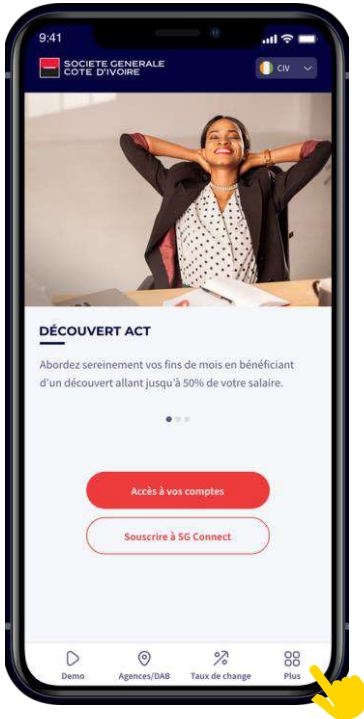 9:41
SOCIETE GENERALE
COTE D'IVOIRE
CIV
DÉCOUVERT ACT
Abordez sereinement vos fins de mois en bénéficiant
d'un découvert allant jusqu'à 50% de votre salaire.
Accès à vos comptes
Souscrire à SG Connect
Demo Agences/DAB Taux de change Plus